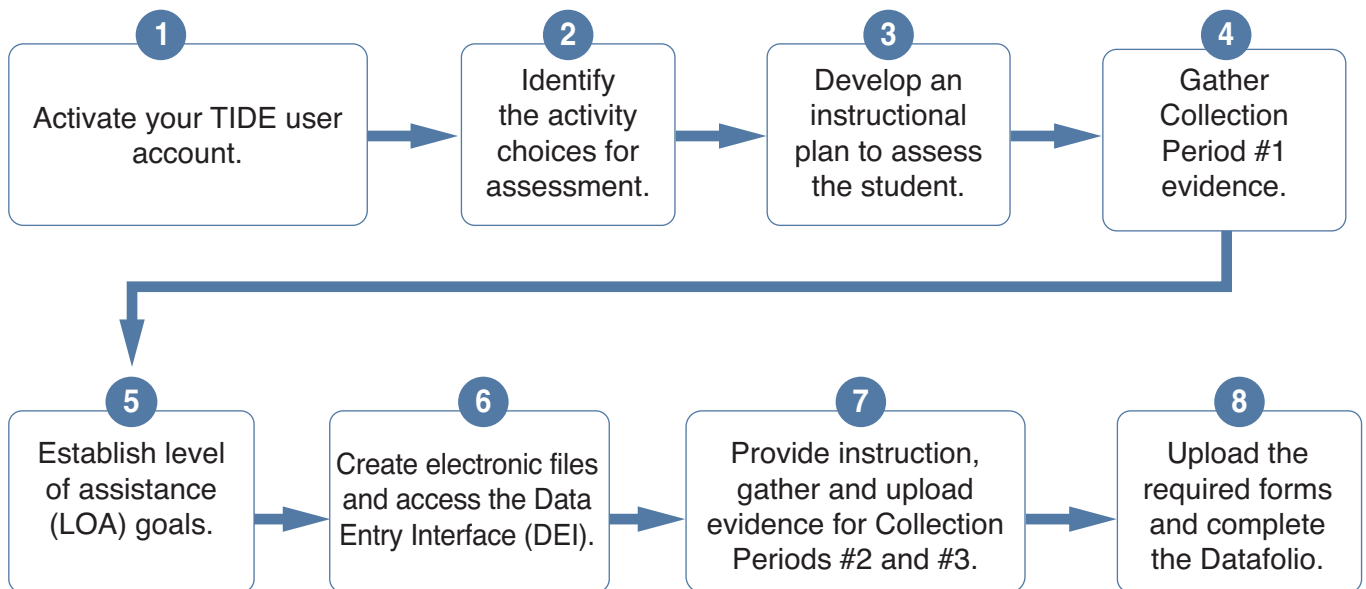 1
Activate your TIDE user
account.
2
Identify
the activity
choices for
assessment.
3
Develop an
instructional
plan to assess
the student.
4
Gather
Collection
Period #1
evidence.
5
Establish level
of assistance
(LOA) goals.
6
Create electronic files
and access the Data
Entry Interface (DEI).
7
Provide instruction,
gather and upload
evidence for Collection
Periods #2 and #3.
8
Upload the
required forms
and complete
the Datafolio.